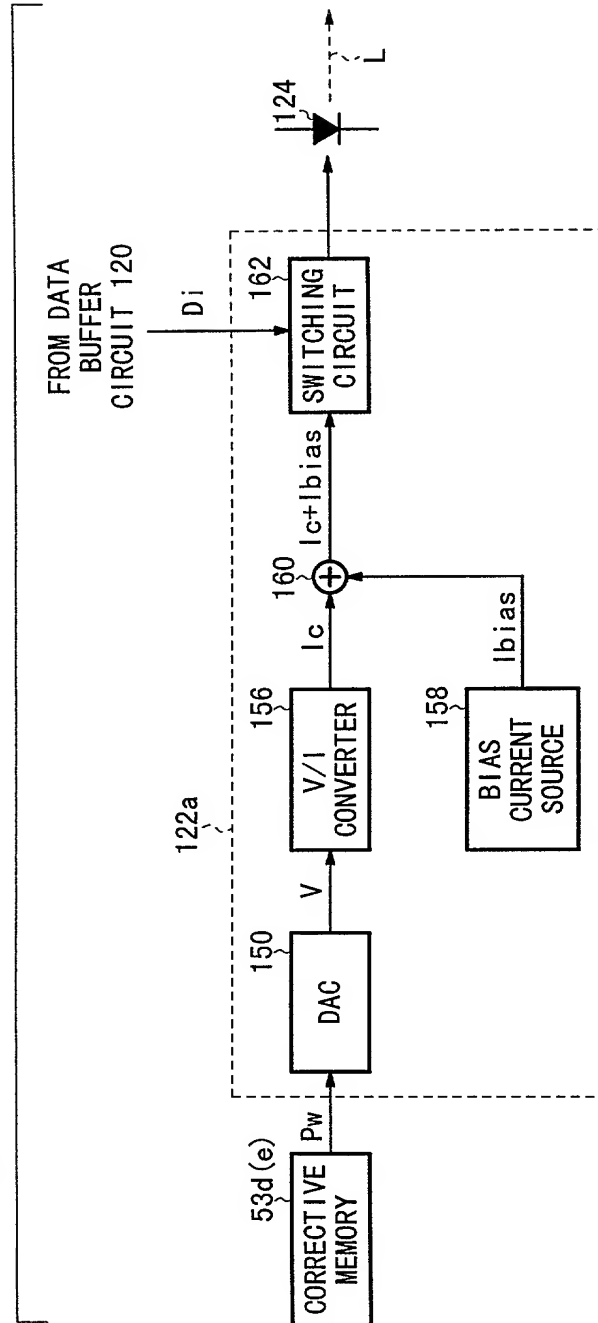 FROM DATA
BUFFER
CIRCUIT 120
Di
122a
53d(e)
CORRECTIVE
MEMORY
Pw
150
DAC
V
156
V/I
CONVERTER
Ic
160
+
Ic+Ibias
162
SWITCHING
CIRCUIT
124
L
158
BIAS
CURRENT
SOURCE
Ibias